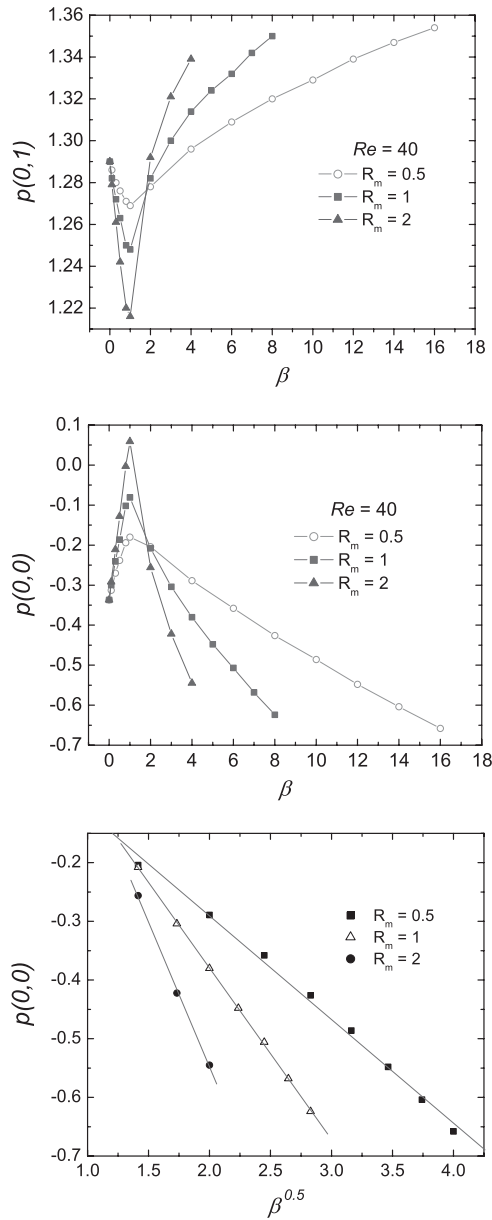 1.36
1.34
1.32
1.30
1.28
1.26
1.24
1.22
p(0,1)
Re = 40
R_m = 0.5
R_m = 1
R_m = 2
0 2 4 6 8 10 12 14 16 18
β
0.1
0.0
-0.1
-0.2
-0.3
-0.4
-0.5
-0.6
-0.7
p(0,0)
Re = 40
R_m = 0.5
R_m = 1
R_m = 2
0 2 4 6 8 10 12 14 16 18
β
-0.2
-0.3
-0.4
-0.5
-0.6
-0.7
p(0,0)
R_m = 0.5
R_m = 1
R_m = 2
1.0 1.5 2.0 2.5 3.0 3.5 4.0
β^0.5